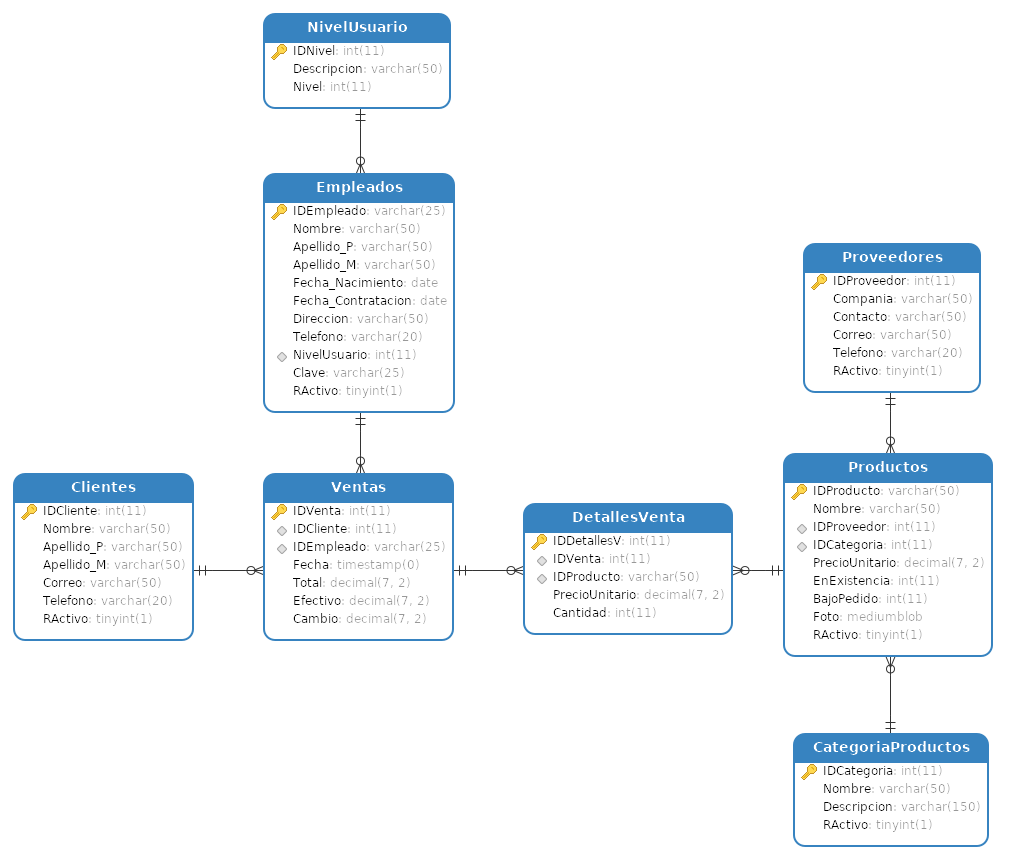 NivelUsuario
IDNivel: int(11)
Descripcion: varchar(50)
Nivel: int(11)
Empleados
IDEmpleado: varchar(25)
Nombre: varchar(50)
Apellido_P: varchar(50)
Apellido_M: varchar(50)
Fecha_Nacimiento: date
Fecha_Contratacion: date
Direccion: varchar(50)
Telefono: varchar(20)
NivelUsuario: int(11)
Clave: varchar(25)
RActivo: tinyint(1)
Proveedores
IDProveedor: int(11)
Compania: varchar(50)
Contacto: varchar(50)
Correo: varchar(50)
Telefono: varchar(20)
RActivo: tinyint(1)
Clientes
IDCliente: int(11)
Nombre: varchar(50)
Apellido_P: varchar(50)
Apellido_M: varchar(50)
Correo: varchar(50)
Telefono: varchar(20)
RActivo: tinyint(1)
Ventas
IDVenta: int(11)
IDCliente: int(11)
IDEmpleado: varchar(25)
Fecha: timestamp(0)
Total: decimal(7, 2)
Efectivo: decimal(7, 2)
Cambio: decimal(7, 2)
DetallesVenta
IDDetallesV: int(11)
IDVenta: int(11)
IDProducto: varchar(50)
PrecioUnitario: decimal(7, 2)
Cantidad: int(11)
Productos
IDProducto: varchar(50)
Nombre: varchar(50)
IDProveedor: int(11)
IDCategoria: int(11)
PrecioUnitario: decimal(7, 2)
EnExistencia: int(11)
BajoPedido: int(11)
Foto: mediumblob
RActivo: tinyint(1)
CategoriaProductos
IDCategoria: int(11)
Nombre: varchar(50)
Descripcion: varchar(150)
RActivo: tinyint(1)